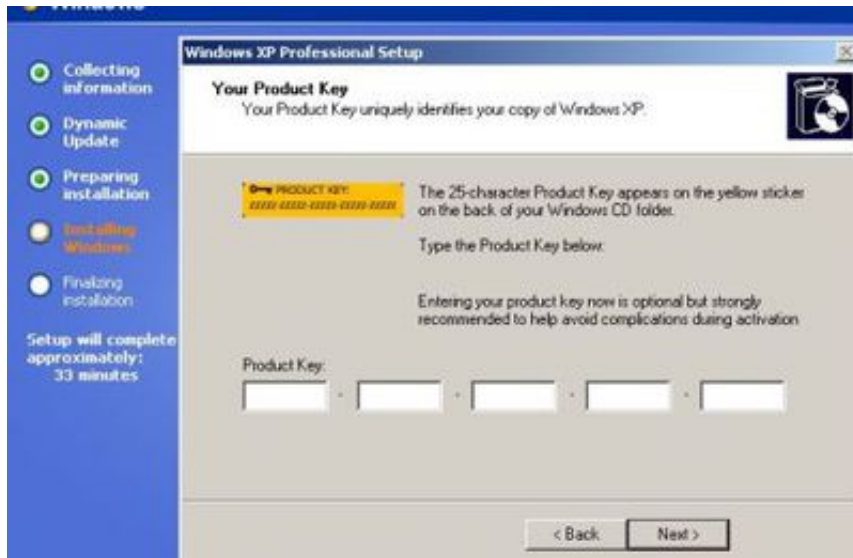 Windows
Collecting
information
Dynamic
Update
Preparing
installation
Installing
Windows
Finalizing
installation
Setup will complete
approximately:
33 minutes
Windows XP Professional Setup
Your Product Key
Your Product Key uniquely identifies your copy of Windows XP.
PRODUCT KEY:
The 25-character Product Key appears on the yellow sticker
on the back of your Windows CD folder.
Type the Product Key below:
Entering your product key now is optional but strongly
recommended to help avoid complications during activation
Product Key:
- - - -
< Back
Next >